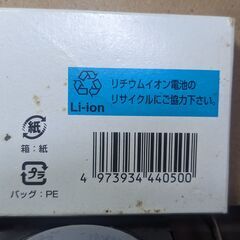 リチウムイオン電池の
リサイクルにご協力下さい。
Li-ion
紙
箱:紙
プラ
バッグ:PE
4 973934 440500